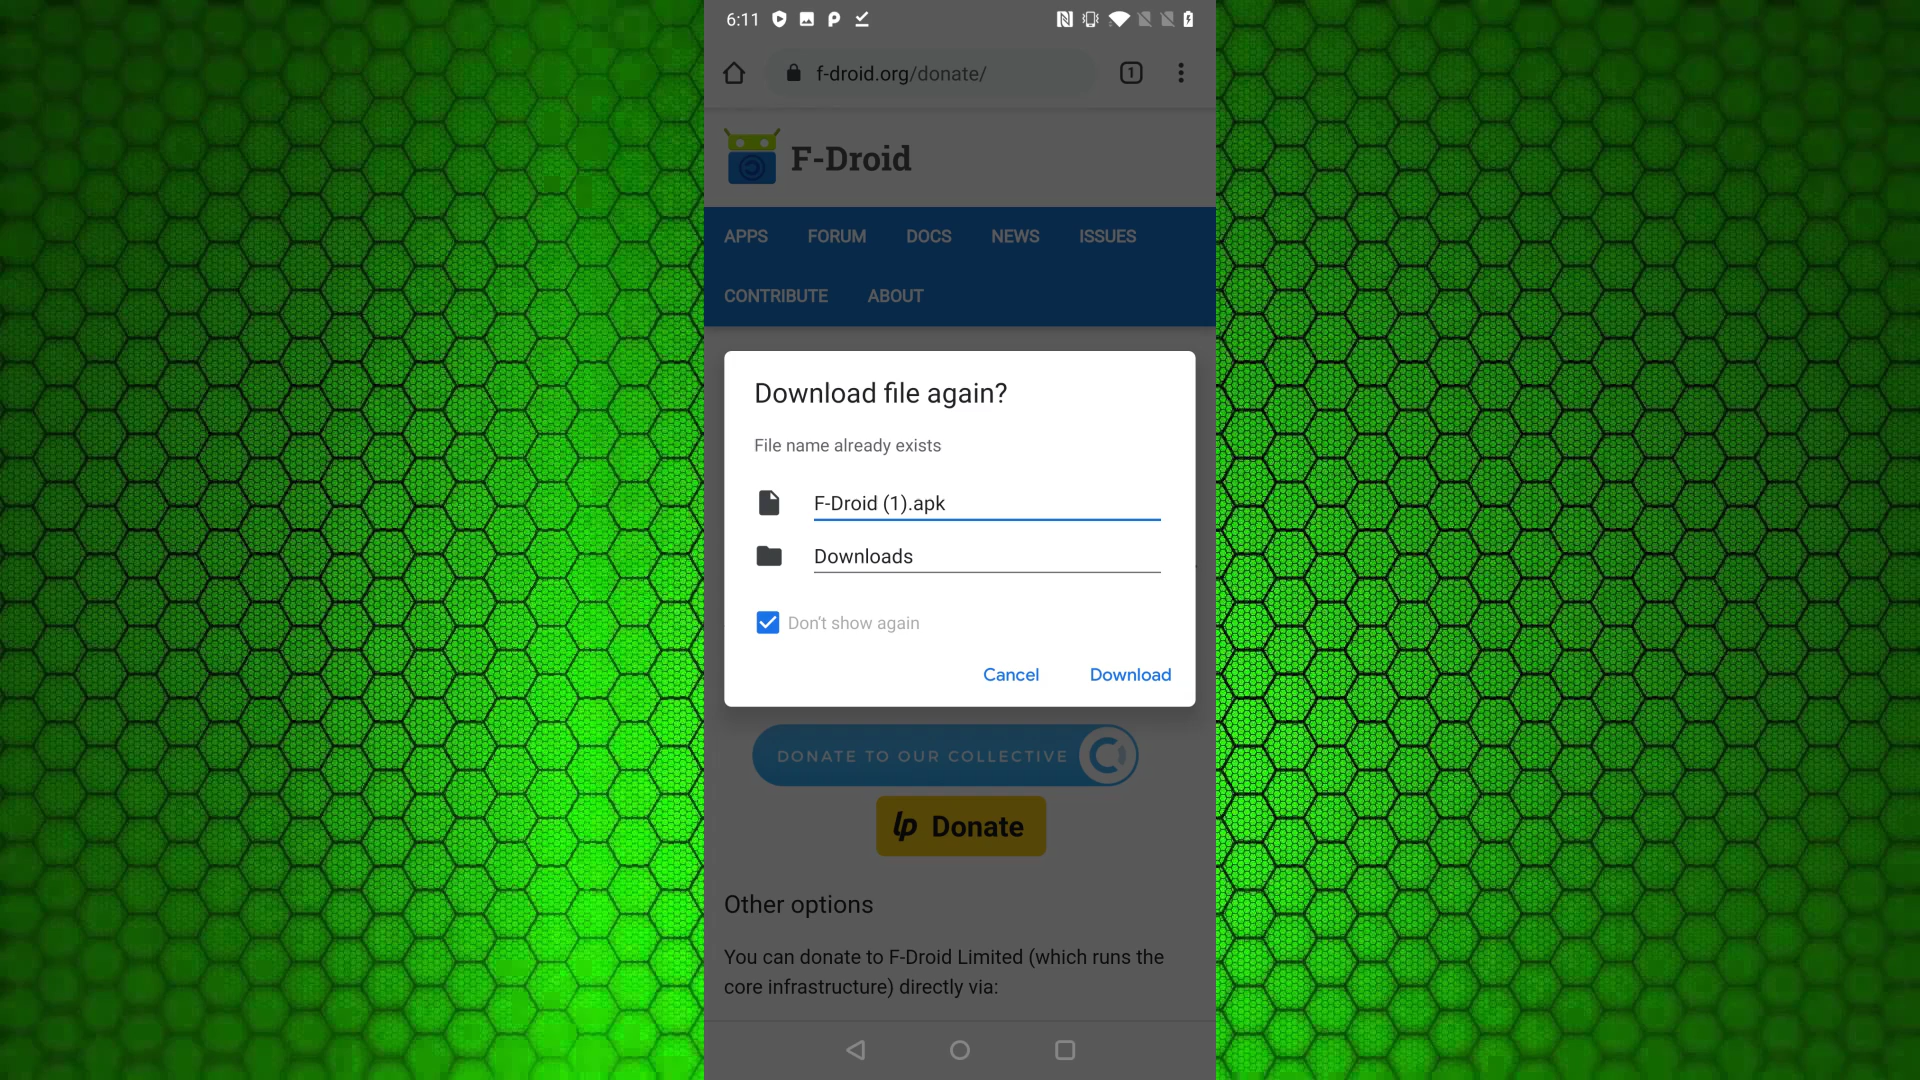 6:11
f-droid.org/donate/
1
F-Droid
APPS FORUM DOCS NEWS ISSUES
CONTRIBUTE ABOUT
Download file again?
File name already exists
F-Droid (1).apk
Downloads
Don't show again
Cancel Download
DONATE TO OUR COLLECTIVE
lp Donate
Other options
You can donate to F-Droid Limited (which runs the
core infrastructure) directly via: